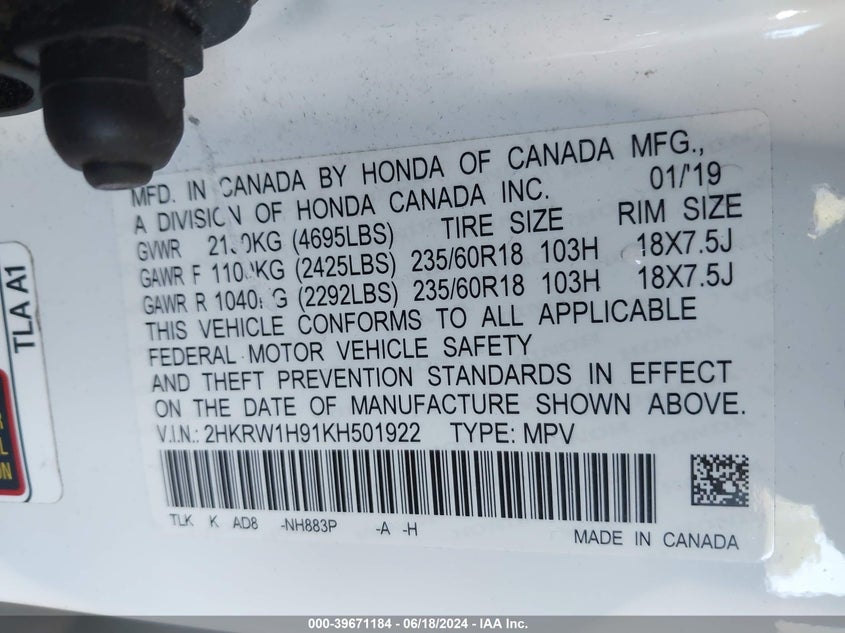 MFD. IN CANADA BY HONDA OF CANADA MFG.,
A DIVISION OF HONDA CANADA INC. 01/'19
GVWR (4695LBS) TIRE SIZE RIM SIZE
GAWR F (2425LBS) 235/60R18 103H 18X7.5J
GAWR R (2292LBS) 235/60R18 103H 18X7.5J
THIS VEHICLE CONFORMS TO ALL APPLICABLE
FEDERAL MOTOR VEHICLE SAFETY
AND THEFT PREVENTION STANDARDS IN EFFECT
ON THE DATE OF MANUFACTURE SHOWN ABOVE.
V.I.N.: 2HKRW1H91KH501922 TYPE: MPV
TLK K AD8 -NH883P -A -H
MADE IN CANADA
TLA A1
000-39671184 - 06/18/2024 - IAA Inc.